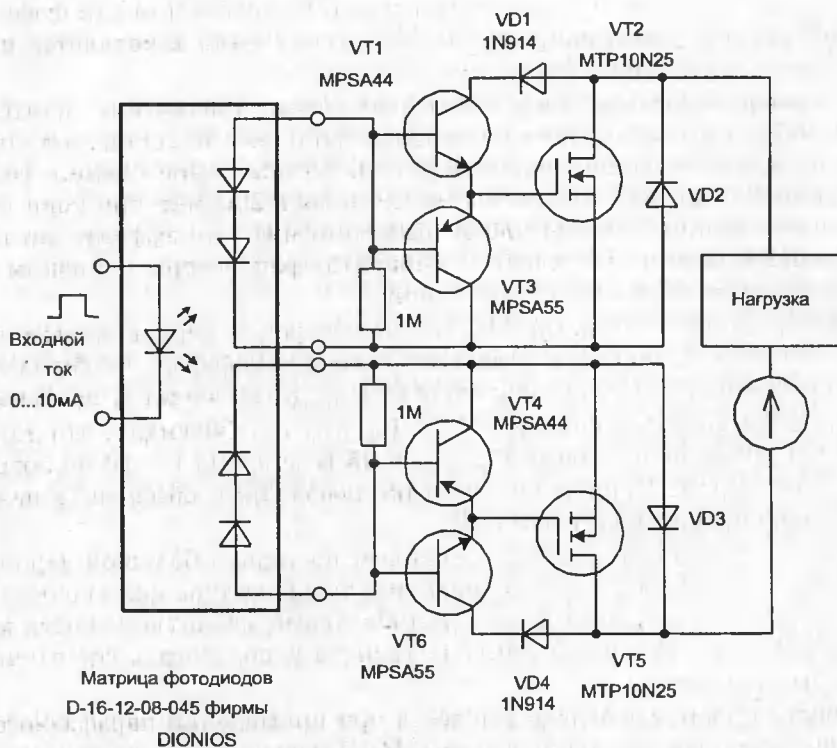 VD1
1N914
VT2
MTP10N25
VT1
MPSA44
VD2
VT3
MPSA55
1M
Нагрузка
Входной
ток
0...10мА
1M
VT4
MPSA44
VD3
VT6
MPSA55
VD4
1N914
VT5
MTP10N25
Матрица фотодиодов
D-16-12-08-045 фирмы
DIONIOS